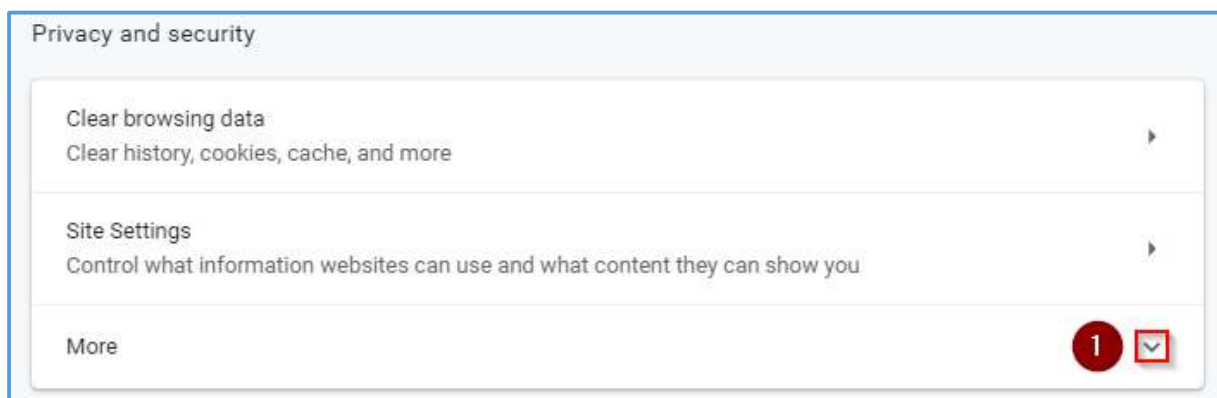 Privacy and security
Clear browsing data
Clear history, cookies, cache, and more
Site Settings
Control what information websites can use and what content they can show you
More
1